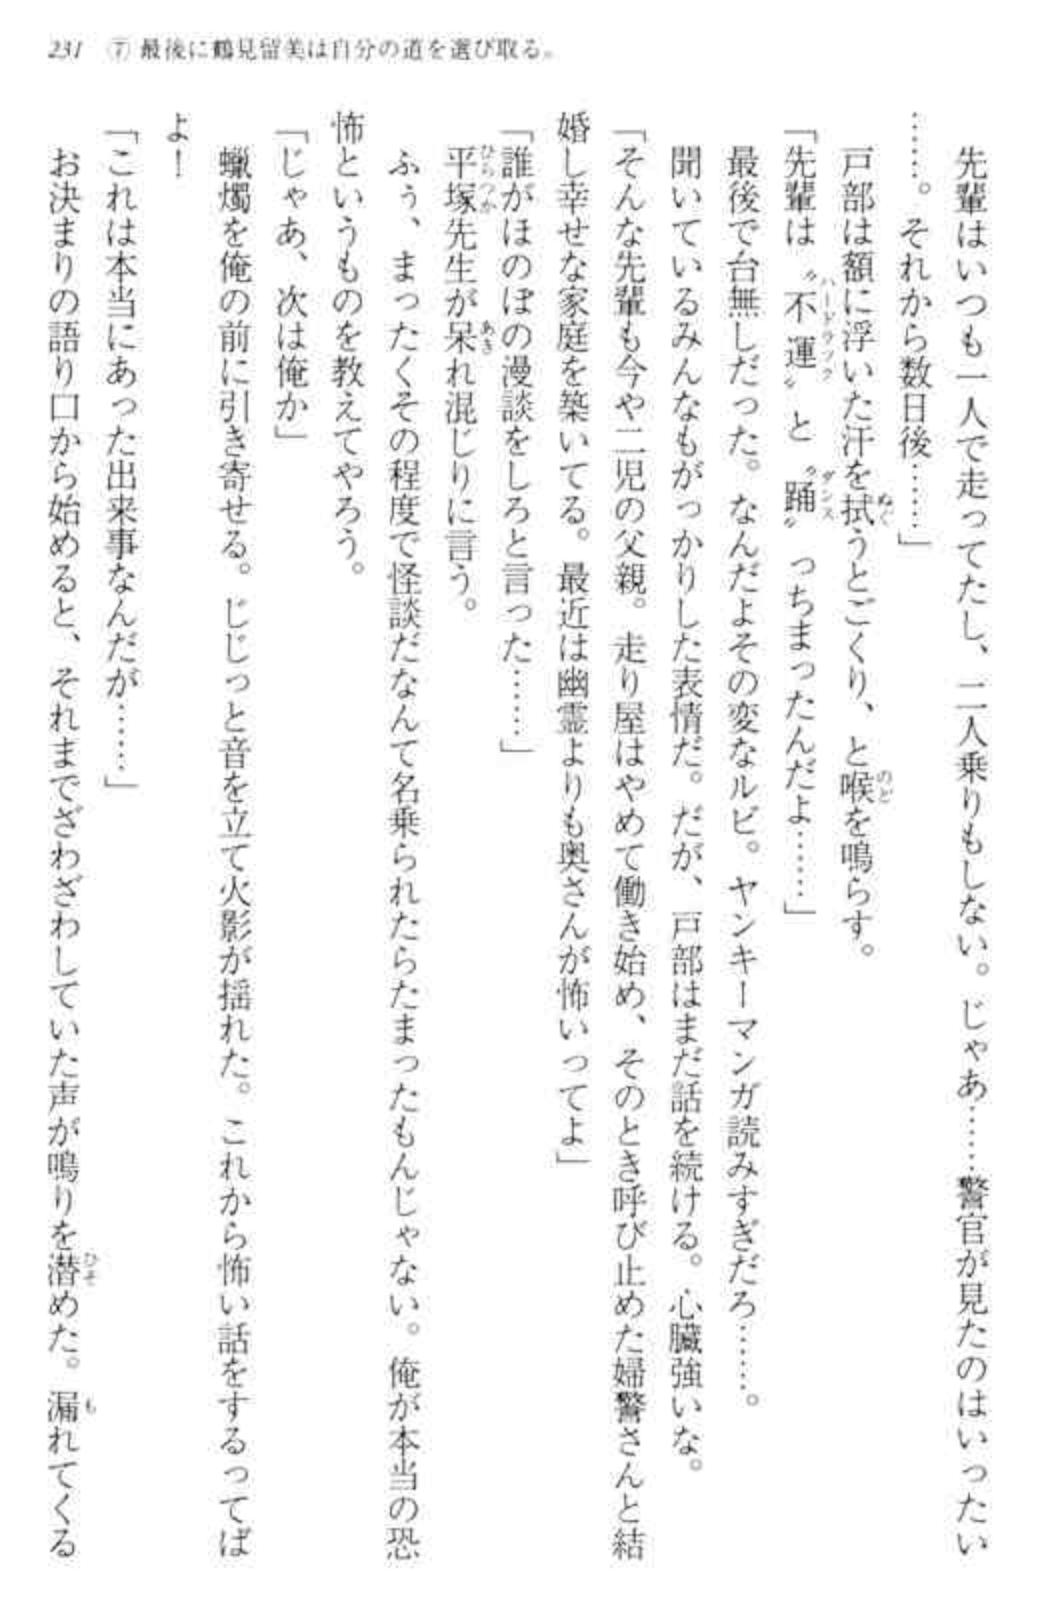 231 ⑦ 最後に鶴見留美は自分の道を選び取る。
先輩はいつも一人で走ってたし、二人乗りもしない。じゃあ……警官が見たのはいったい
……。それから数日後……」
戸部は額に浮いた汗を拭うとごくり、と喉を鳴らす。
「先輩は〝不運〟と〝踊〟っちまったんだよ……」
最後で台無しだった。なんだよその変なルビ。ヤンキーマンガ読みすぎだろ……。
聞いているみんなもがっかりした表情だ。だが、戸部はまだ話を続ける。心臓強いな。
「そんな先輩も今や二児の父親。走り屋はやめて働き始め、そのとき呼び止めた婦警さんと結
婚し幸せな家庭を築いてる。最近は幽霊よりも奥さんが怖いってよ」
「誰がほのぼの漫談をしろと言った……」
平塚先生が呆れ混じりに言う。
ふぅ、まったくその程度で怪談だなんて名乗られたらたまったもんじゃない。俺が本当の恐
怖というものを教えてやろう。
「じゃあ、次は俺か」
蠟燭を俺の前に引き寄せる。じじっと音を立て火影が揺れた。これから怖い話をするってば
よ！
「これは本当にあった出来事なんだが……」
お決まりの語り口から始めると、それまでざわざわしていた声が鳴りを潜めた。漏れてくる